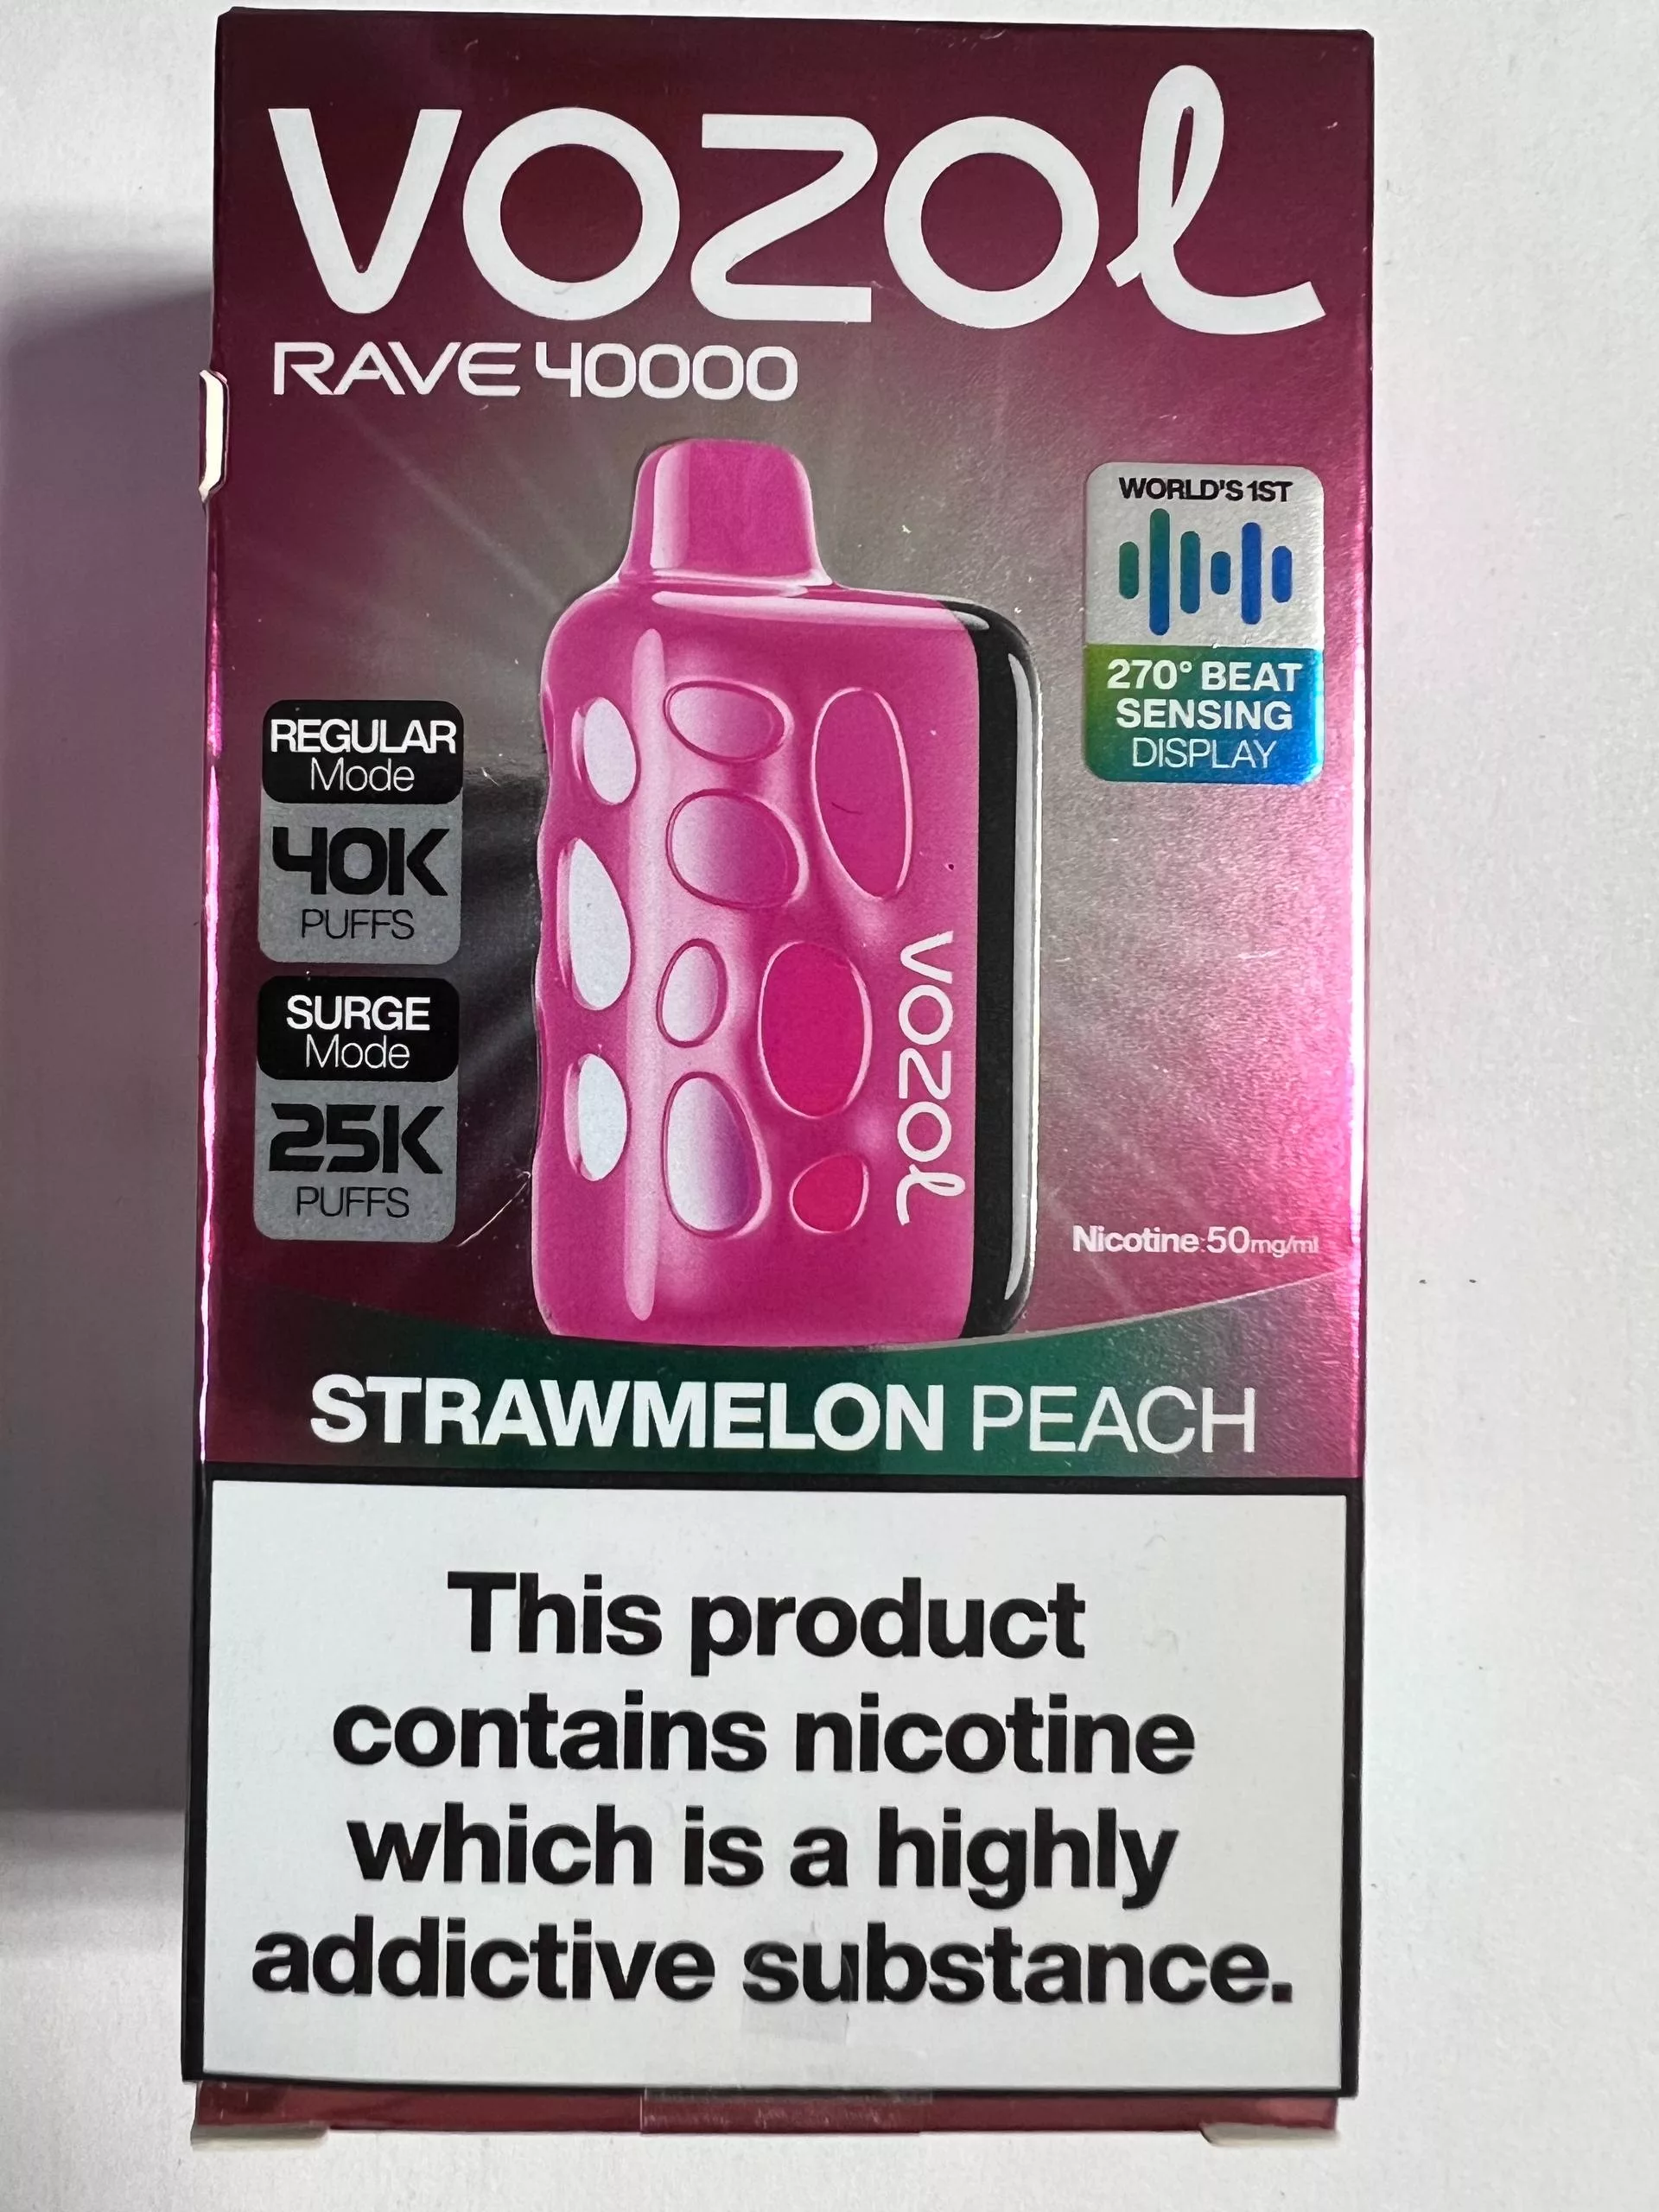 VOZOL
RAVE 40000
WORLD'S 1ST
270° BEAT
SENSING
DISPLAY
REGULAR
Mode
40K
PUFFS
SURGE
Mode
25K
PUFFS
VOZOL
Nicotine:50mg/ml
STRAWMELON PEACH
This product
contains nicotine
which is a highly
addictive substance.